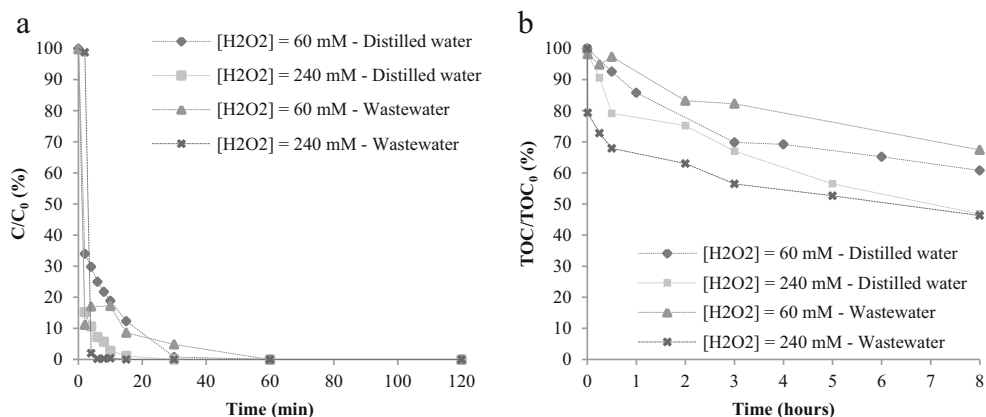 a
100
90
80
70
60
50
40
30
20
10
0
C/C0 (%)
0 20 40 60 80 100 120
Time (min)
[H2O2] = 60 mM - Distilled water
[H2O2] = 240 mM - Distilled water
[H2O2] = 60 mM - Wastewater
[H2O2] = 240 mM - Wastewater
b
100
90
80
70
60
50
40
30
20
10
0
TOC/TOC0 (%)
0 1 2 3 4 5 6 7 8
Time (hours)
[H2O2] = 60 mM - Distilled water
[H2O2] = 240 mM - Distilled water
[H2O2] = 60 mM - Wastewater
[H2O2] = 240 mM - Wastewater